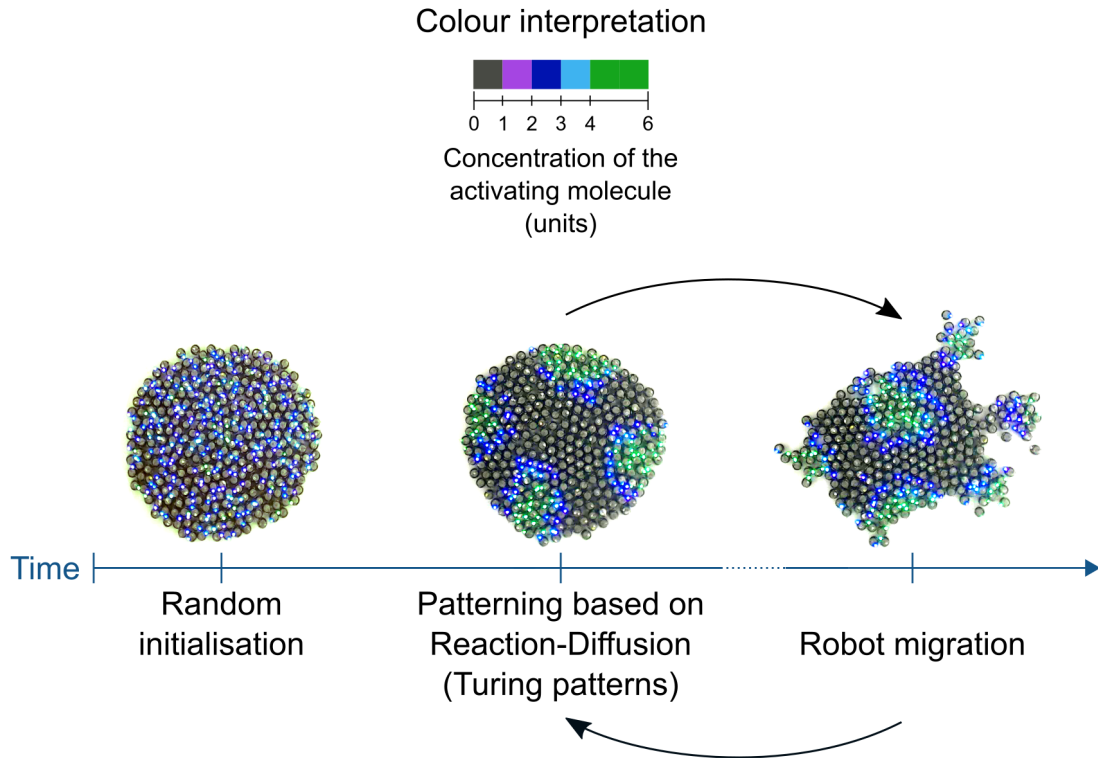 Colour interpretation
0 1 2 3 4 6
Concentration of the
activating molecule
(units)
Time
Random
initialisation
Patterning based on
Reaction-Diffusion
(Turing patterns)
Robot migration